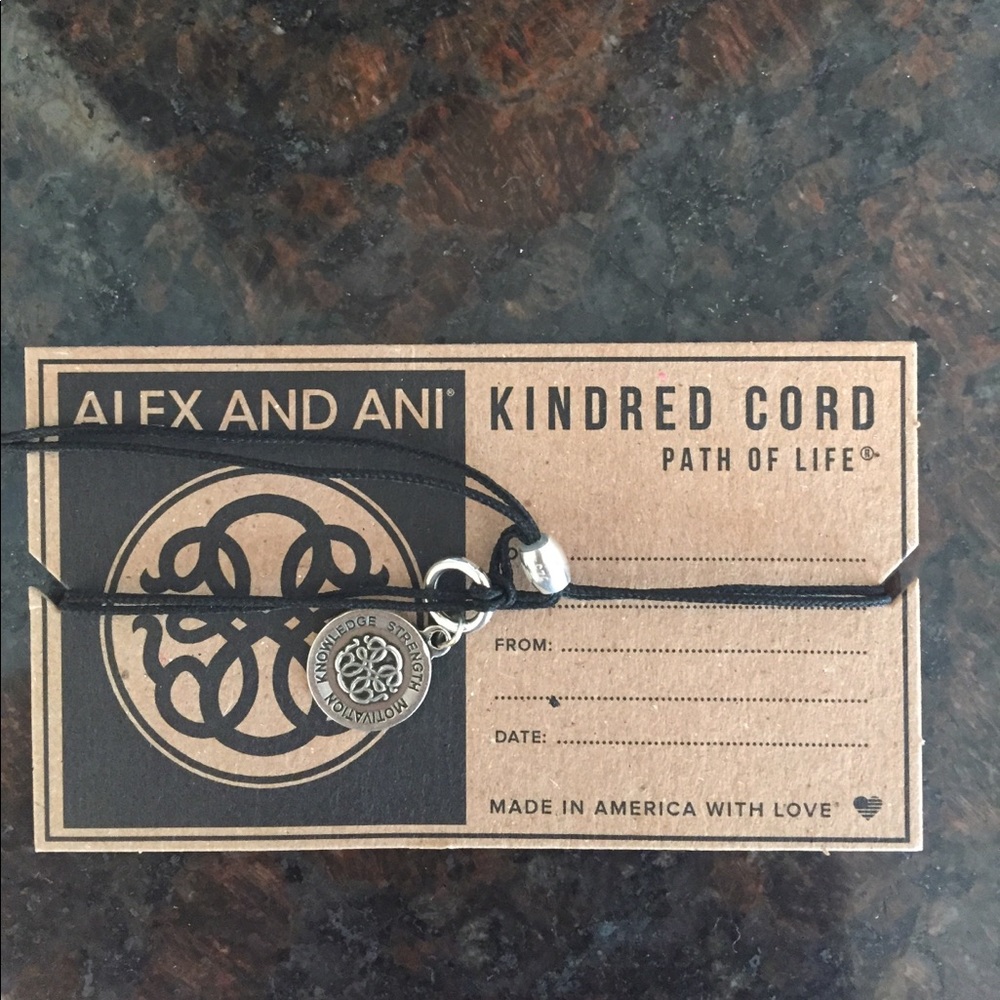 ALEX AND ANI®
KINDRED CORD
PATH OF LIFE®
FROM:
DATE:
MADE IN AMERICA WITH LOVE®
KNOWLEDGE STRENGTH MOTIVATION